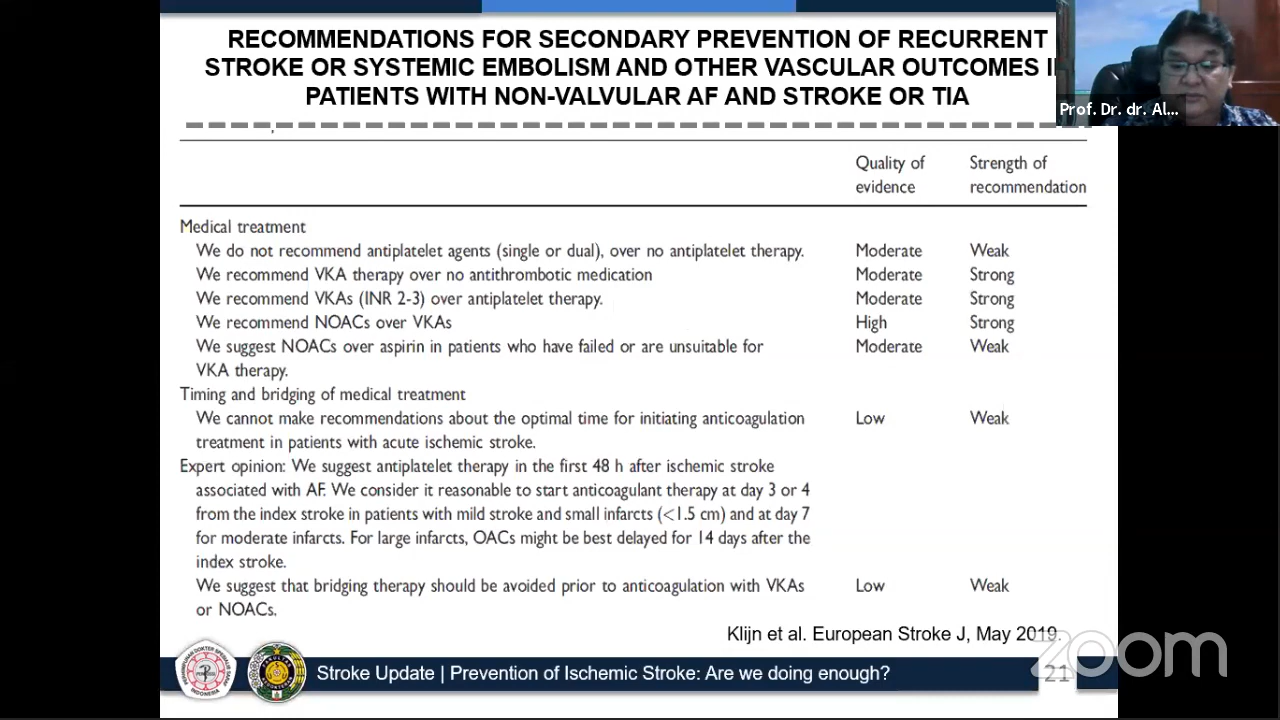 RECOMMENDATIONS FOR SECONDARY PREVENTION OF RECURRENT
STROKE OR SYSTEMIC EMBOLISM AND OTHER VASCULAR OUTCOMES
PATIENTS WITH NON-VALVULAR AF AND STROKE OR TIA
Prof. Dr. dr. Al...
Quality of evidence Strength of recommendation
Medical treatment
We do not recommend antiplatelet agents (single or dual), over no antiplatelet therapy. Moderate Weak
We recommend VKA therapy over no antithrombotic medication Moderate Strong
We recommend VKAs (INR 2-3) over antiplatelet therapy. Moderate Strong
We recommend NOACs over VKAs High Strong
We suggest NOACs over aspirin in patients who have failed or are unsuitable for Moderate Weak
VKA therapy.
Timing and bridging of medical treatment
We cannot make recommendations about the optimal time for initiating anticoagulation Low Weak
treatment in patients with acute ischemic stroke.
Expert opinion: We suggest antiplatelet therapy in the first 48 h after ischemic stroke
associated with AF. We consider it reasonable to start anticoagulant therapy at day 3 or 4
from the index stroke in patients with mild stroke and small infarcts (<1.5 cm) and at day 7
for moderate infarcts. For large infarcts, OACs might be best delayed for 14 days after the
index stroke.
We suggest that bridging therapy should be avoided prior to anticoagulation with VKAs Low Weak
or NOACs.
Klijn et al. European Stroke J, May 2019.
zoom
Stroke Update | Prevention of Ischemic Stroke: Are we doing enough?
21